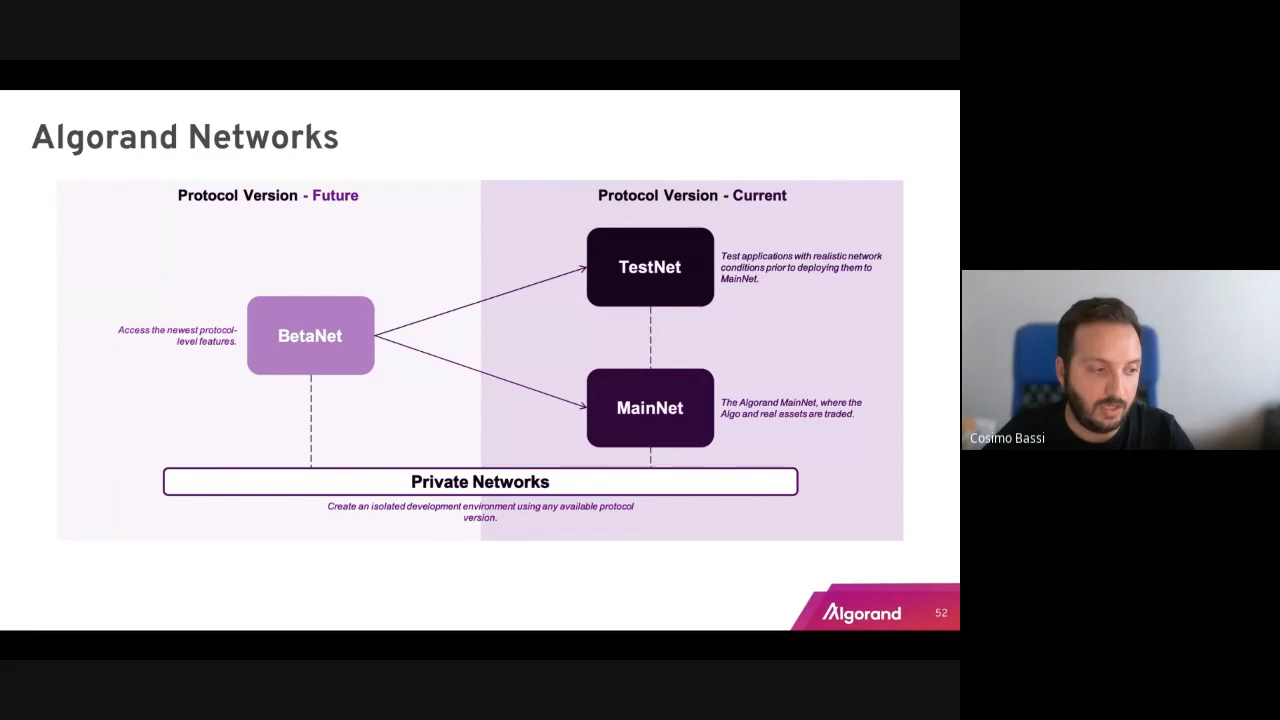 Algorand Networks
Protocol Version - Future
Protocol Version - Current
TestNet
Test applications with realistic network
conditions prior to deploying them to
MainNet.
Access the newest protocol-
level features.
BetaNet
MainNet
The Algorand MainNet, where the
Algo and real assets are traded.
Private Networks
Create an isolated development environment using any available protocol
version.
Algorand
52
Cosimo Bassi